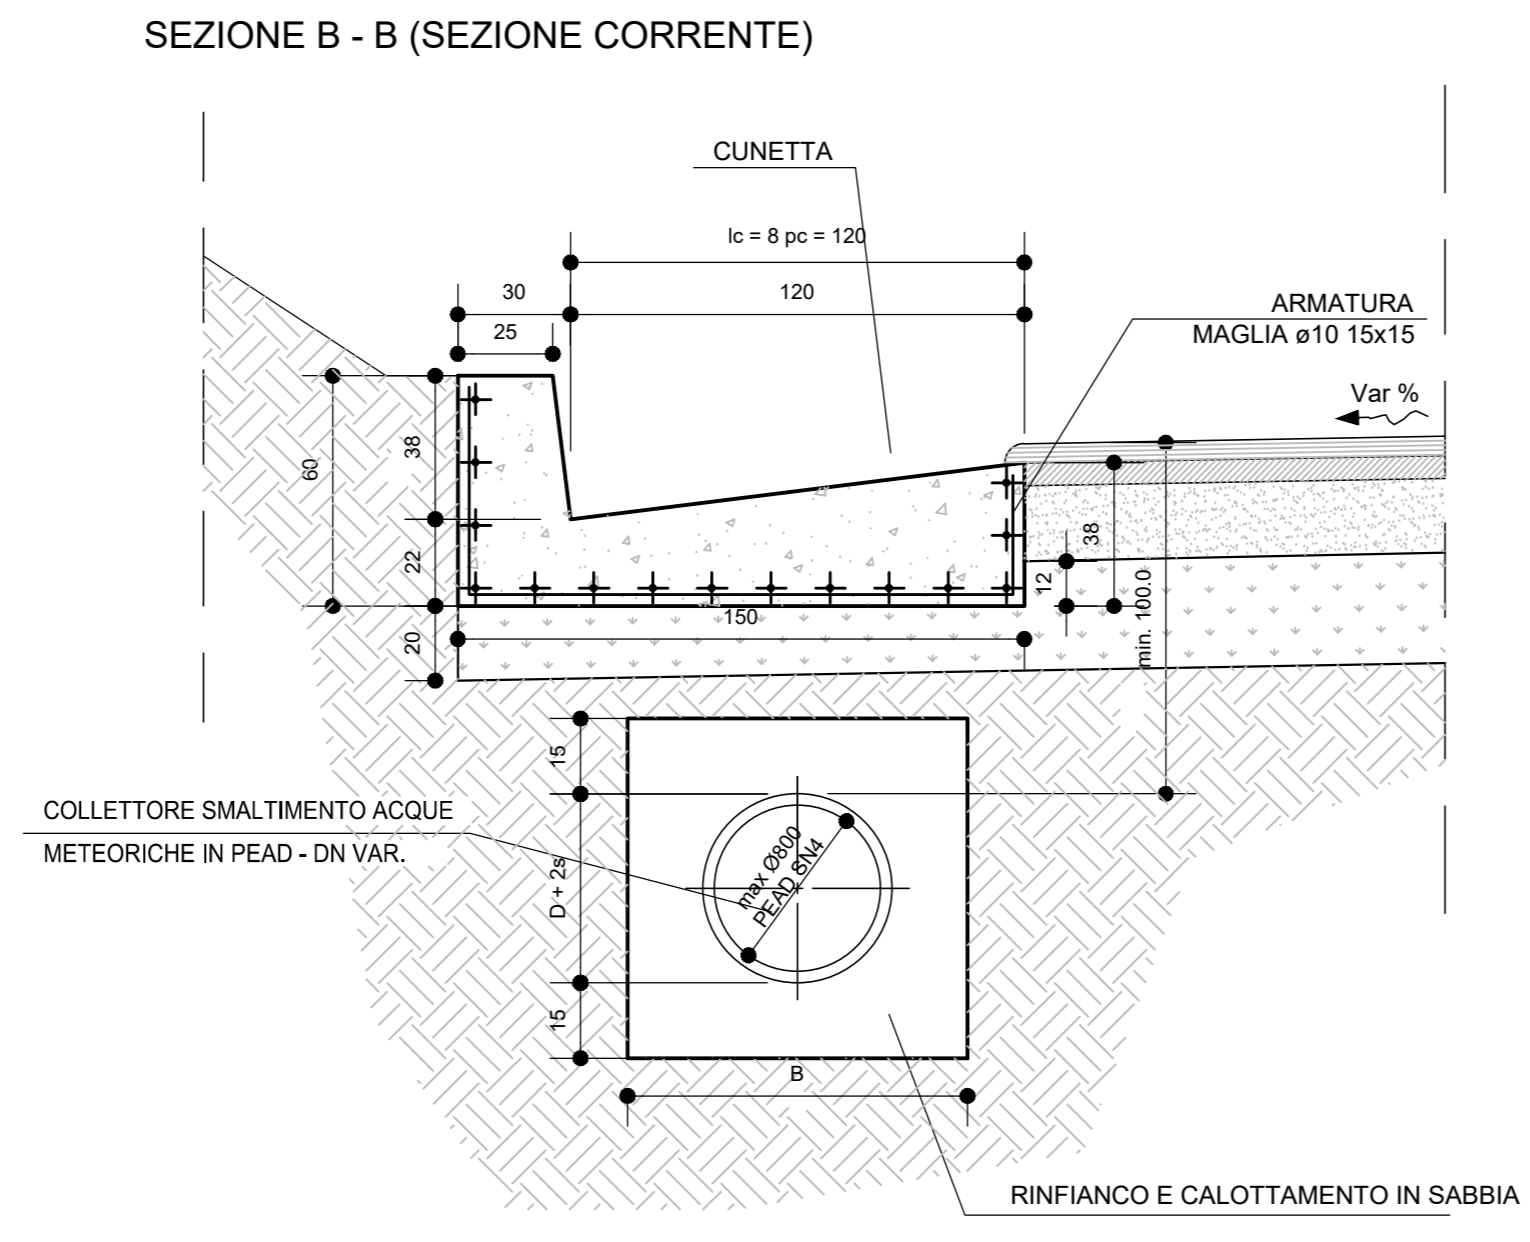 SEZIONE B - B (SEZIONE CORRENTE)
CUNETTA
lc = 8 pc = 120
30
120
25
ARMATURA
MAGLIA ø10 15x15
Var %
60
38
22
20
38
12
min. 100.0
150
15
COLLETTORE SMALTIMENTO ACQUE
METEORICHE IN PEAD - DN VAR.
D + 2s
max Ø800
PEAD SN4
15
B
RINFIANCO E CALOTTAMENTO IN SABBIA